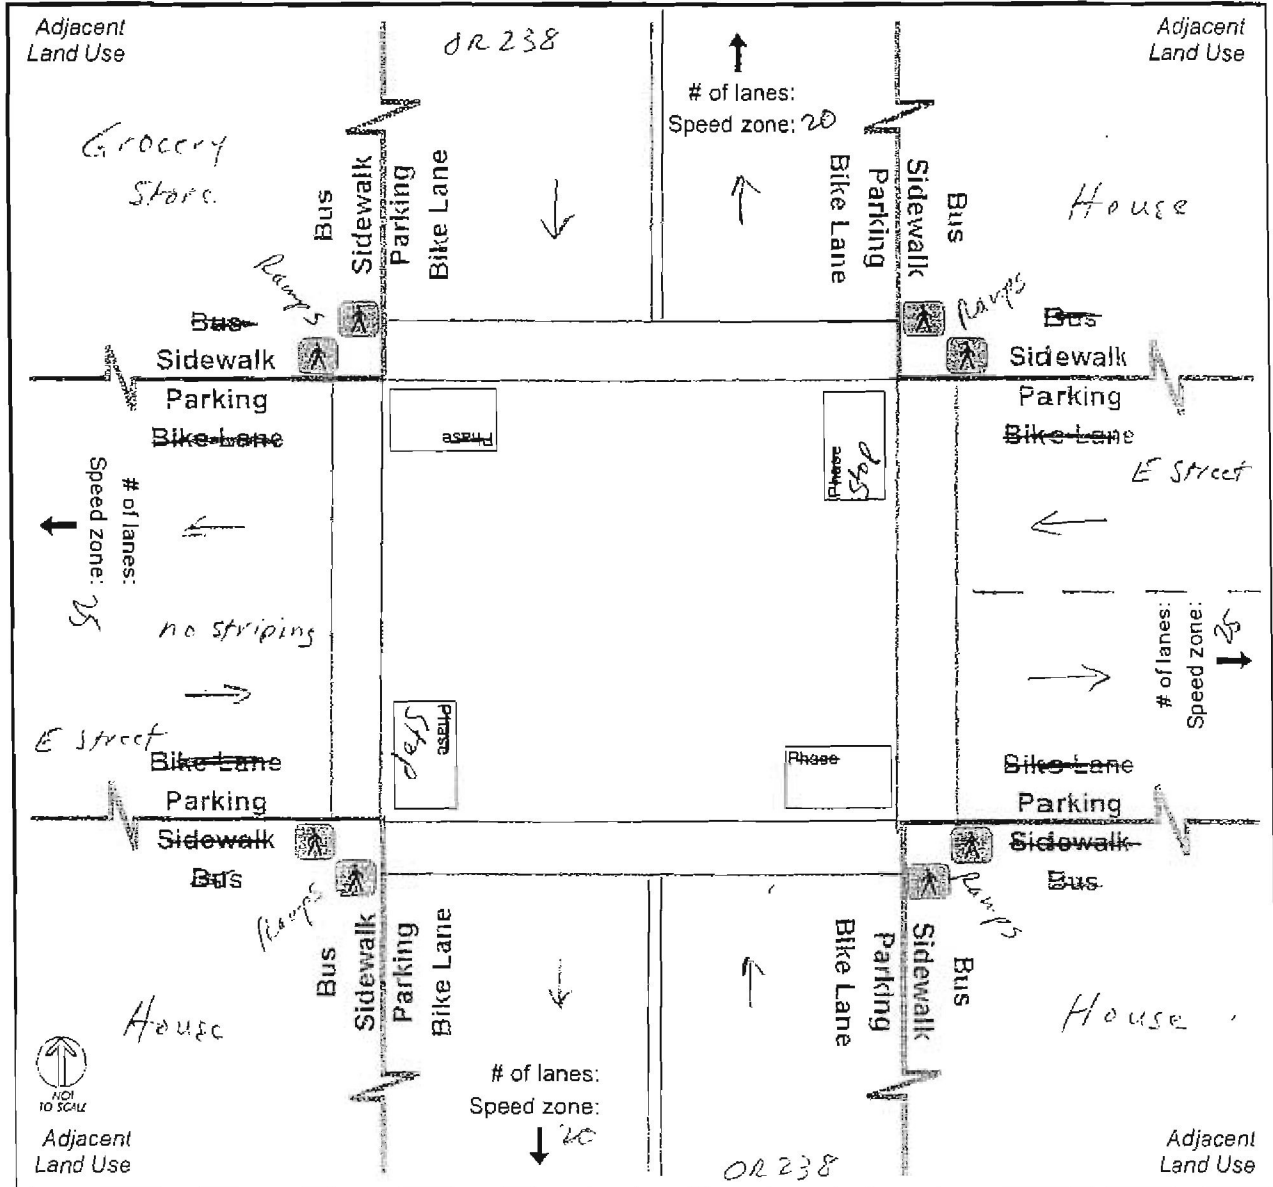 Adjacent
Land Use
OR 238
Adjacent
Land Use
# of lanes:
Speed zone: 20
Grocery
Store
Bus
Sidewalk
Parking
Bike Lane
Bike Lane
Parking
Sidewalk
Bus
House
Ramps
Ramps
Bus
Sidewalk
Parking
Bike Lane
Bus
Sidewalk
Parking
Bike Lane
Phase
Phase
Stop
E Street
# of lanes:
Speed zone: 25
no striping
# of lanes:
Speed zone: 25
E Street
Bike Lane
Parking
Sidewalk
Bus
Phase
Stop
Phase
Bike Lane
Parking
Sidewalk
Bus
Ramps
Ramps
Bus
Sidewalk
Parking
Bike Lane
Bike Lane
Parking
Sidewalk
Bus
House
House
NOT
TO SCALE
# of lanes:
Speed zone:
20
Adjacent
Land Use
OR 238
Adjacent
Land Use